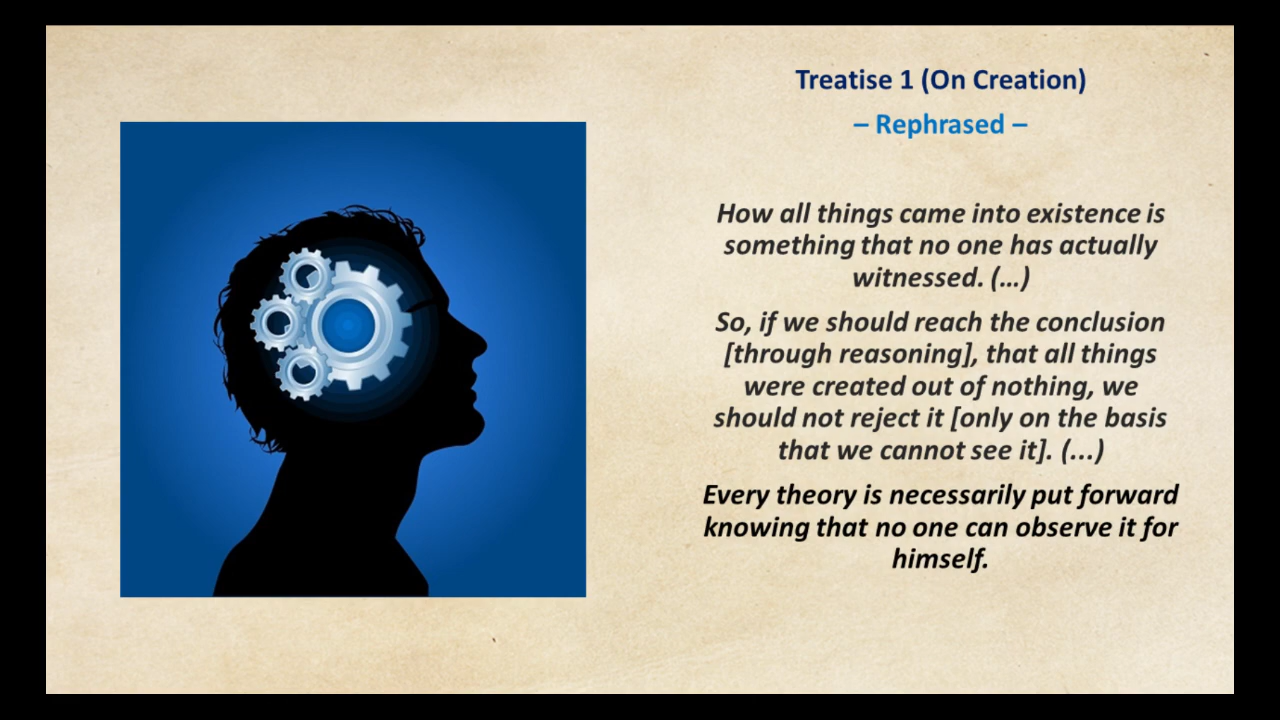 Treatise 1 (On Creation)
– Rephrased –
How all things came into existence is
something that no one has actually
witnessed. (…)
So, if we should reach the conclusion
[through reasoning], that all things
were created out of nothing, we
should not reject it [only on the basis
that we cannot see it]. (...)
Every theory is necessarily put forward
knowing that no one can observe it for
himself.